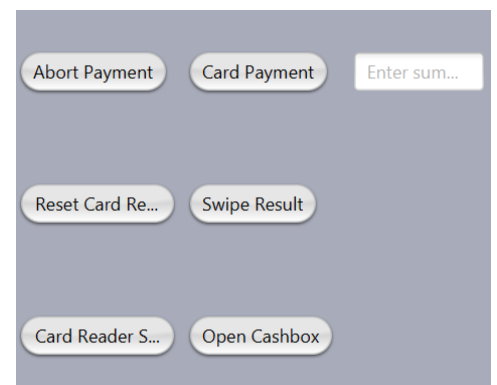 Abort Payment Card Payment Enter sum...
Reset Card Re... Swipe Result
Card Reader S... Open Cashbox